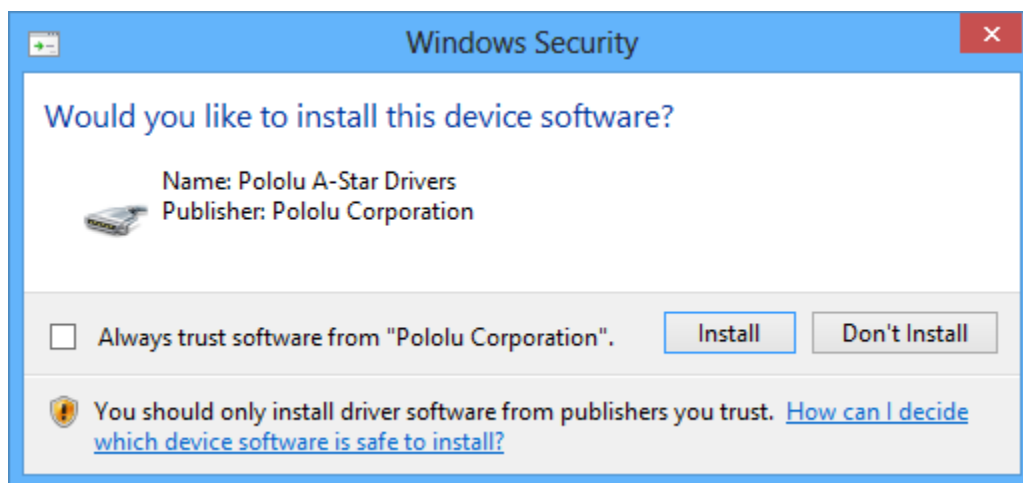 Windows Security
Would you like to install this device software?
Name: Pololu A-Star Drivers
Publisher: Pololu Corporation
Always trust software from "Pololu Corporation".
Install
Don't Install
You should only install driver software from publishers you trust. How can I decide
which device software is safe to install?